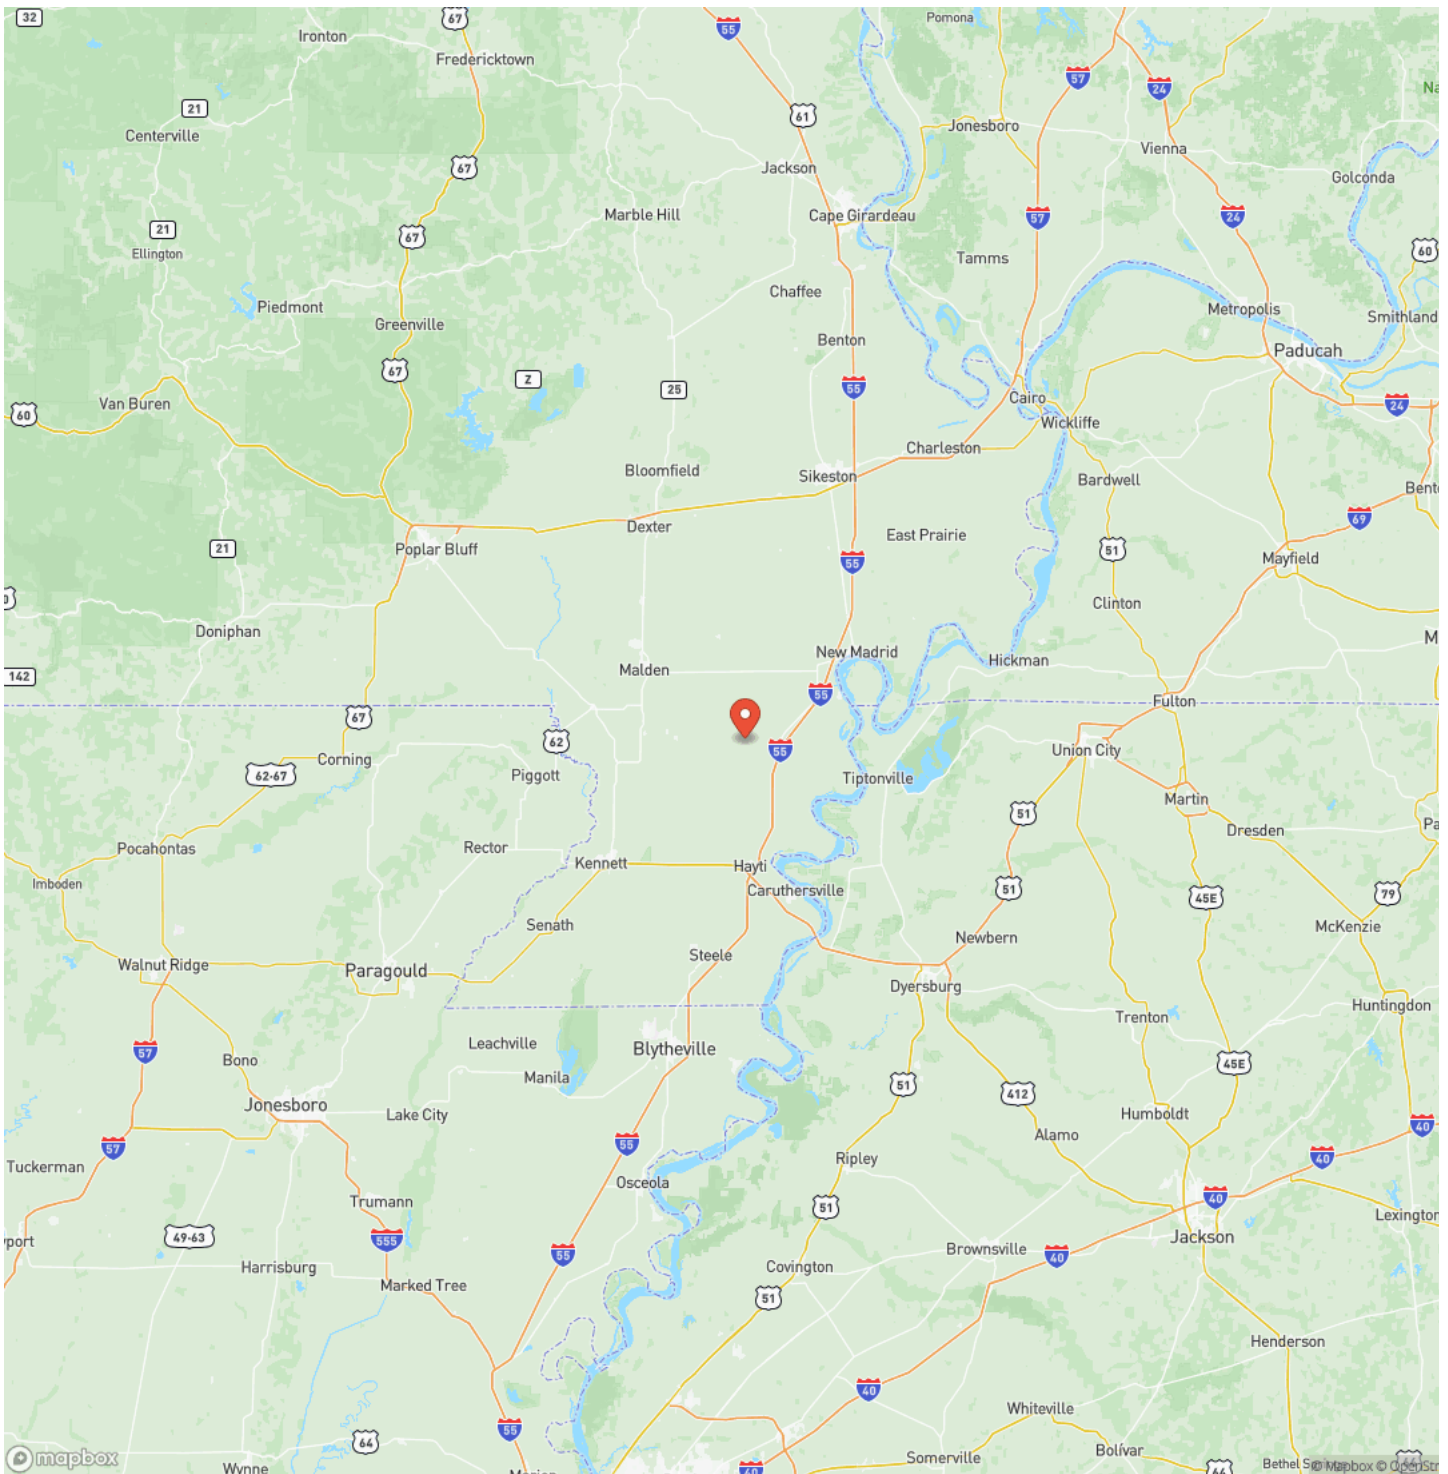 32
67
55
Pomona
Ironton
Fredericktown
57
24
21
61
Centerville
Jonesboro
Vienna
67
Jackson
Golconda
Marble Hill
Cape Girardeau
57
24
21
67
Ellington
Tamms
60
Piedmont
Chaffee
Metropolis
Smithland
Greenville
Benton
Paducah
67
Z
25
55
Van Buren
Cairo
24
60
Wickliffe
Charleston
Bloomfield
Sikeston
Bardwell
Dexter
69
East Prairie
21
Poplar Bluff
51
55
Mayfield
Clinton
Doniphan
New Madrid
Hickman
142
Malden
55
Fulton
67
62
55
Union City
Corning
62-67
Piggott
Tiptonville
Martin
51
Dresden
Pocahontas
Rector
Kennett
Hayti
Imboden
Caruthersville
51
45E
79
Senath
McKenzie
Newbern
Walnut Ridge
Paragould
Steele
Dyersburg
Huntingdon
Trenton
57
Leachville
Blytheville
Bono
Manila
45E
51
412
Jonesboro
Lake City
Humboldt
57
55
Alamo
40
Tuckerman
Ripley
40
Osceola
Trumann
51
40
Lexington
49-63
555
Jackson
55
Brownsville
40
Harrisburg
Covington
Marked Tree
51
Henderson
40
Whiteville
55
64
Bolívar
Somerville
mapbox
Wynne
Marion
40
64
Bethel
© Mapbox © OpenStr